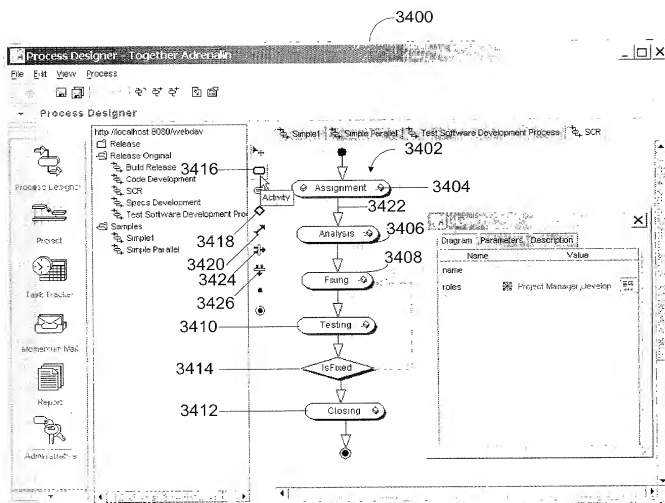 3400
Process Designer - Together Adrenalin
File Edit View Process
Process Designer
http://localhost 8080/webdav
Release
Release Original
Build Release
Code Development
SCR
Specs Development
Test Software Development Pro
Samples
Simple1
Simple Parallel
Process Designer
Project
Task Tracker
Momentum Mail
Report
Administrative
3416
Activity
3418
3420
3424
3426
Simple1
Simple Parallel
Test Software Development Process
SCR
3402
Assignment
3404
3422
Analysis
3406
3408
Fixing
3410
Testing
3414
IsFixed
3412
Closing
Diagram Parameters Description
Name Value
name
roles Project Manager,Develop